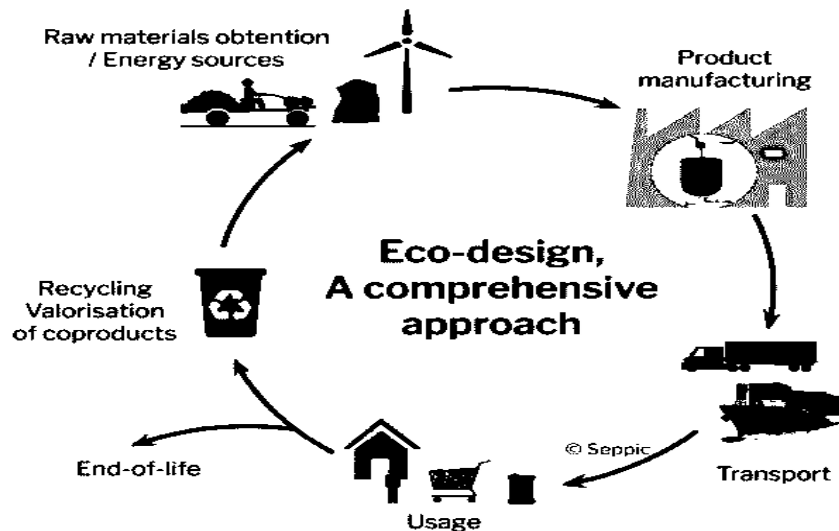 Raw materials obtention
/ Energy sources
Product
manufacturing
Eco-design,
A comprehensive
approach
Recycling
Valorisation
of coproducts
End-of-life
© Seppic
Transport
Usage